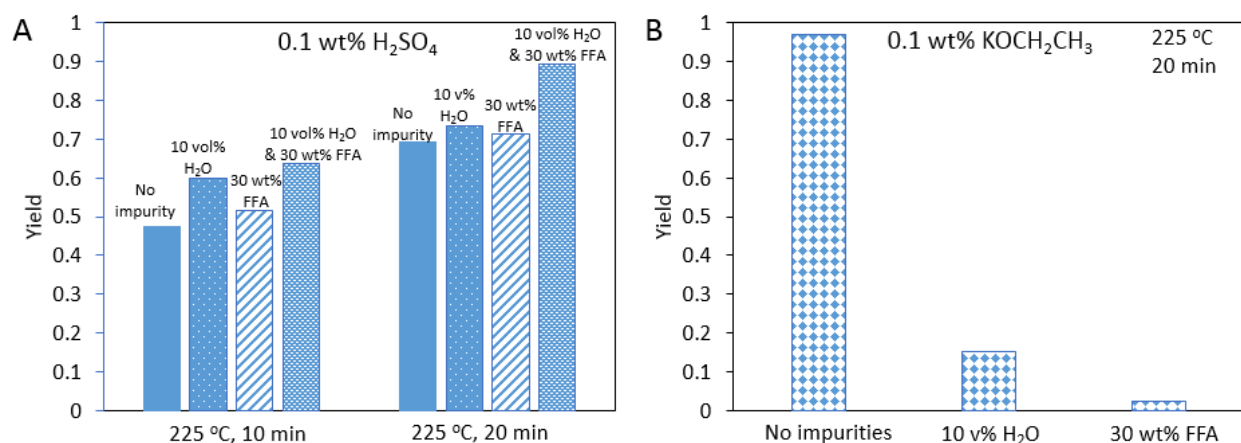 A
0.1 wt% H₂SO₄
Yield
1
0.9
0.8
0.7
0.6
0.5
0.4
0.3
0.2
0.1
0
No
impurity
10 vol%
H₂O
30 wt%
FFA
10 vol% H₂O
& 30 wt% FFA
No
impurity
10 v%
H₂O
30 wt%
FFA
10 vol% H₂O
& 30 wt% FFA
225 ºC, 10 min
225 ºC, 20 min
B
0.1 wt% KOCH₂CH₃
225 ºC
20 min
Yield
1
0.9
0.8
0.7
0.6
0.5
0.4
0.3
0.2
0.1
0
No impurities
10 v% H₂O
30 wt% FFA